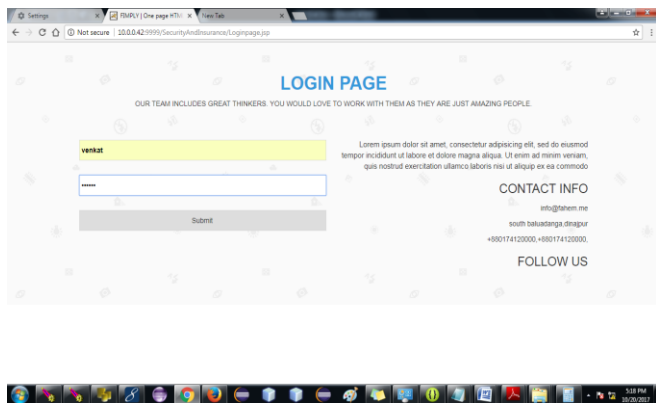 Settings
FIMPLY | One page HTM
New Tab
Not secure | 10.0.0.42:9999/SecurityAndInsurance/Loginpage.jsp
LOGIN PAGE
OUR TEAM INCLUDES GREAT THINKERS. YOU WOULD LOVE TO WORK WITH THEM AS THEY ARE JUST AMAZING PEOPLE.
venkat
••••••
Submit
Lorem ipsum dolor sit amet, consectetur adipisicing elit, sed do eiusmod
tempor incididunt ut labore et dolore magna aliqua. Ut enim ad minim veniam,
quis nostrud exercitation ullamco laboris nisi ut aliquip ex ea commodo
CONTACT INFO
info@fahem.me
south baluadanga,dinajpur
+880174120000,+880174120000,
FOLLOW US
5:18 PM
10/20/2017